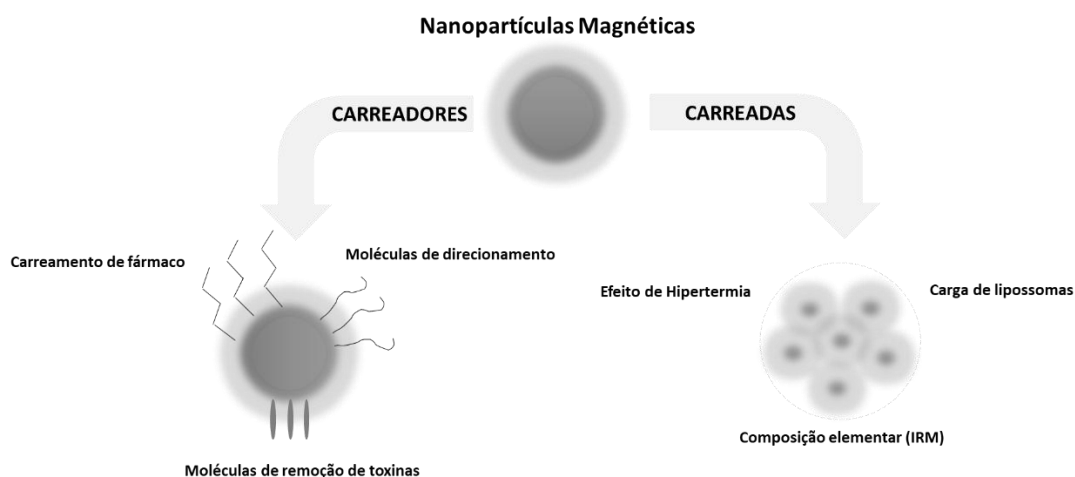 Nanopartículas Magnéticas
CARREADORES
CARREADAS
Carreamento de fármaco
Moléculas de direcionamento
Efeito de Hipertermia
Carga de lipossomas
Composição elementar (IRM)
Moléculas de remoção de toxinas